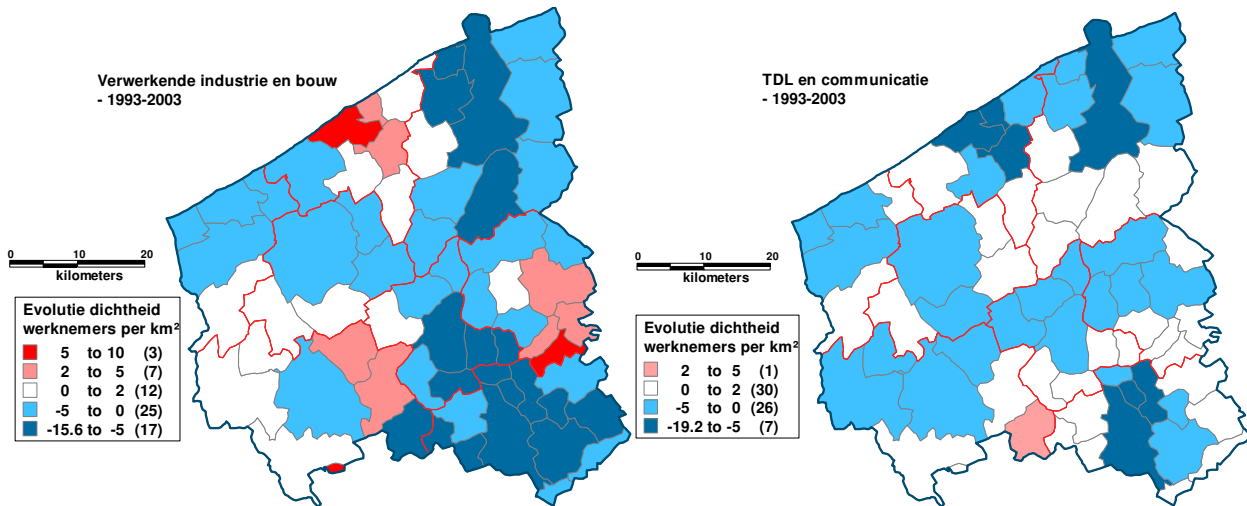 Verwerkende industrie en bouw
- 1993-2003
0 10 20
kilometers
Evolutie dichtheid
werknemers per km²
5 to 10 (3)
2 to 5 (7)
0 to 2 (12)
-5 to 0 (25)
-15.6 to -5 (17)
TDL en communicatie
- 1993-2003
0 10 20
kilometers
Evolutie dichtheid
werknemers per km²
2 to 5 (1)
0 to 2 (30)
-5 to 0 (26)
-19.2 to -5 (7)